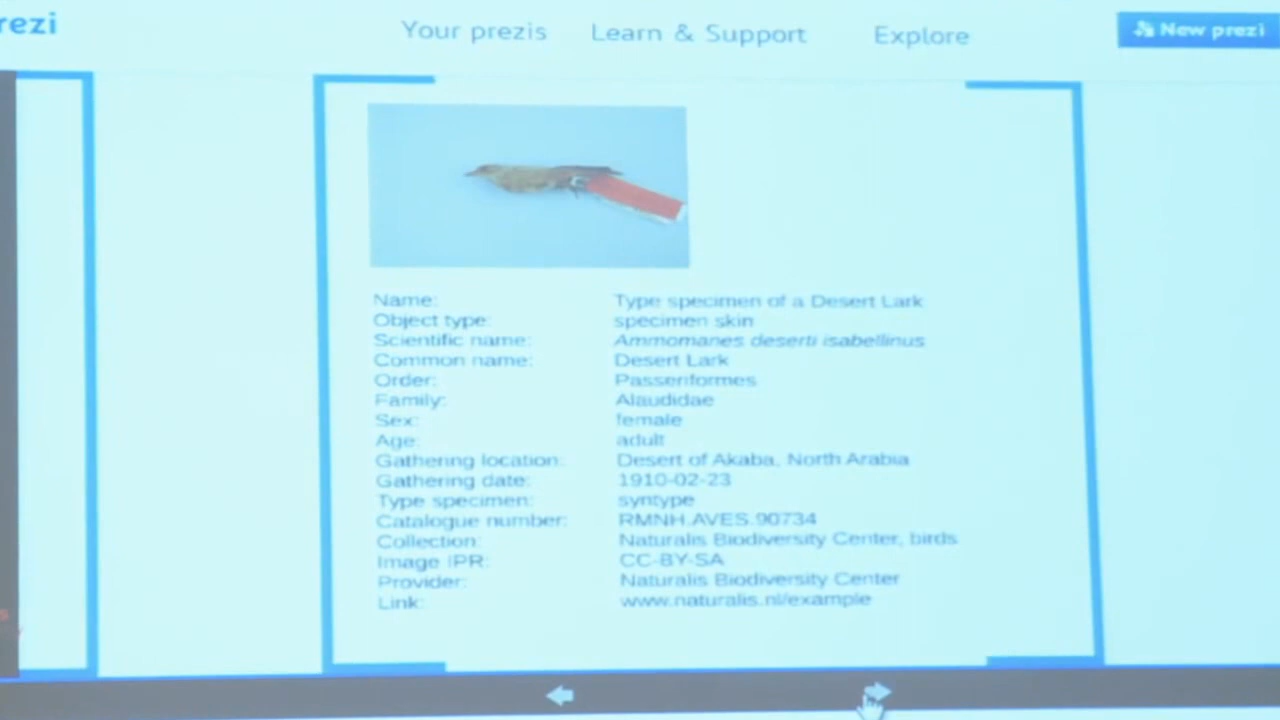 rezi Your prezis Learn & Support Explore New prezi
Name: Type specimen of a Desert Lark
Object type: specimen skin
Scientific name: Ammomanes deserti isabellinus
Common name: Desert Lark
Order: Passeriformes
Family: Alaudidae
Sex: female
Age: adult
Gathering location: Desert of Akaba, North Arabia
Gathering date: 1910-02-23
Type specimen: syntype
Catalogue number: RMNH.AVES.90734
Collection: Naturalis Biodiversity Center, birds
Image IPR: CC-BY-SA
Provider: Naturalis Biodiversity Center
Link: www.naturalis.nl/example